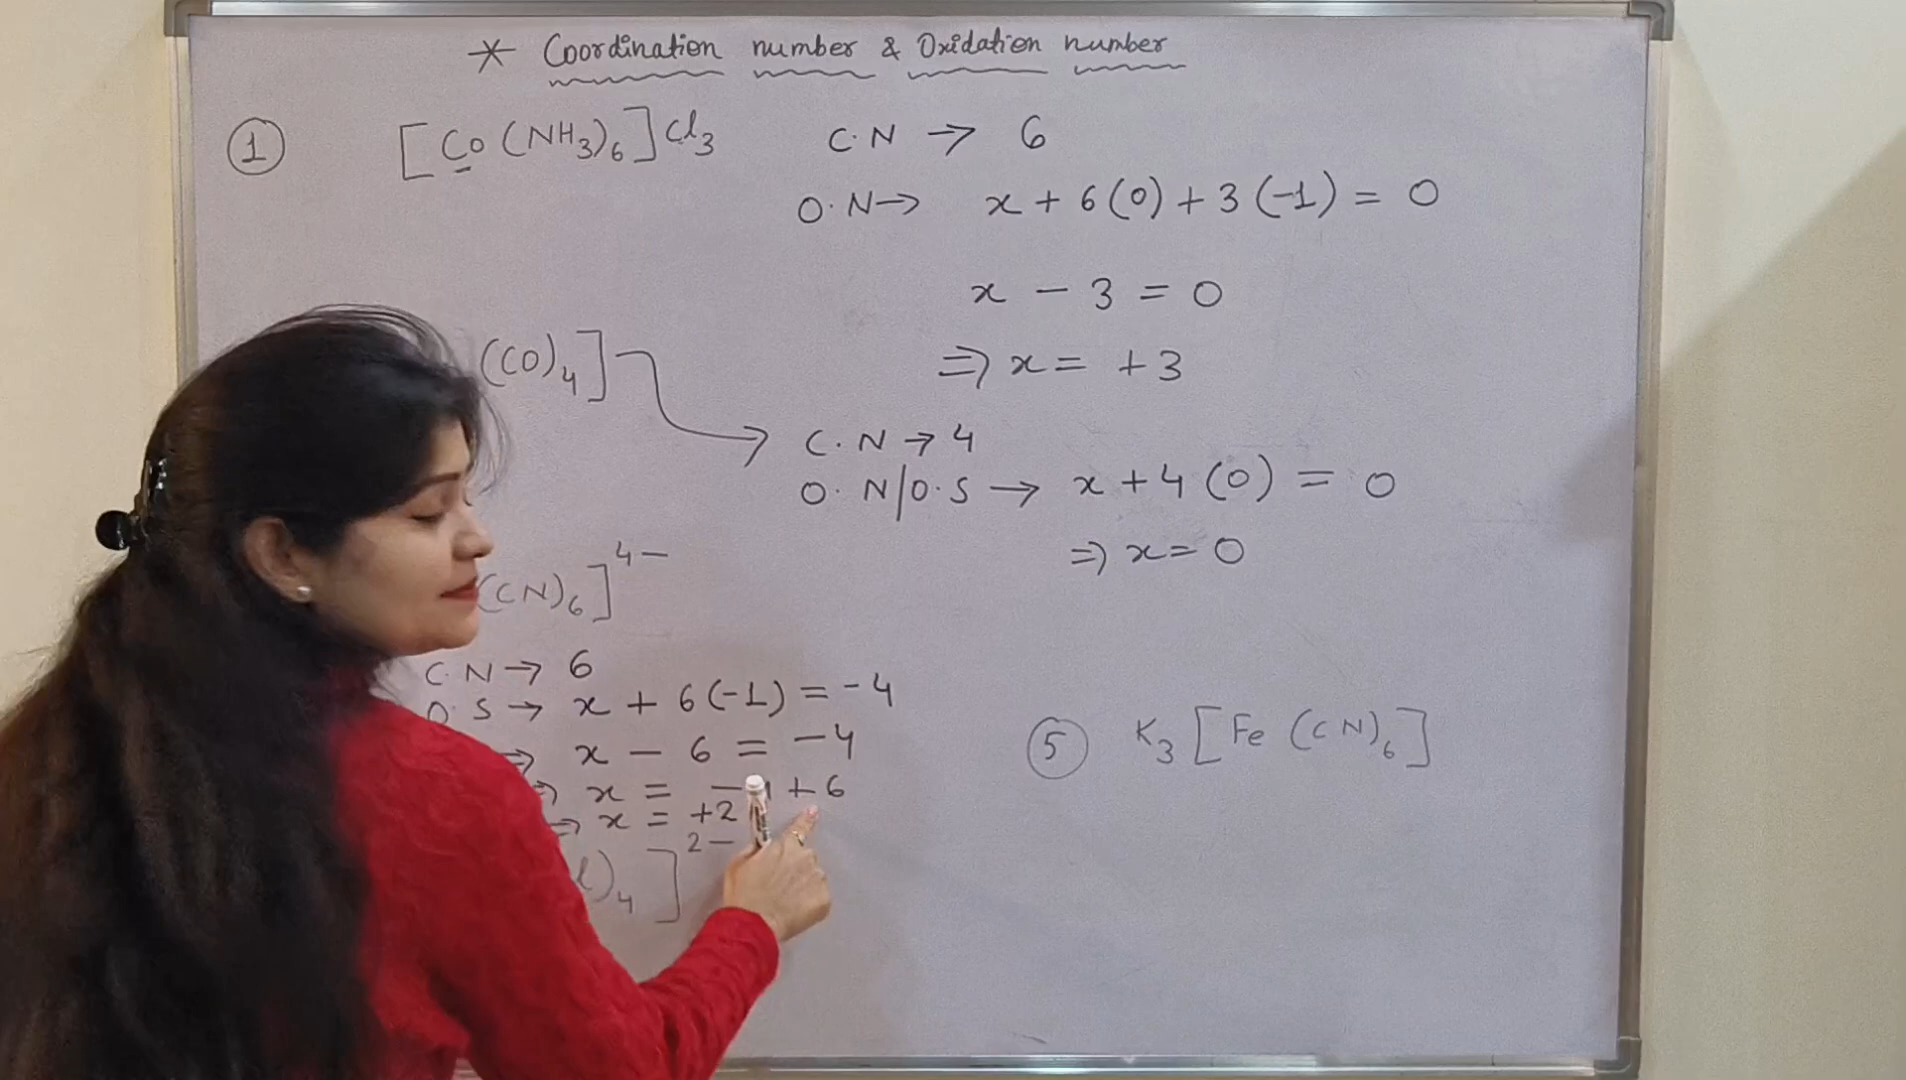 * Coordination number & Oxidation number
1 [Co(NH3)6]Cl3 C.N → 6
O.N → x + 6(0) + 3(-1) = 0
x - 3 = 0
⇒ x = +3
(CO)4]
C.N → 4
O.N/O.S → x + 4(0) = 0
⇒ x = 0
(CN)6]4-
C.N → 6
O.S → x + 6(-1) = -4
⇒ x - 6 = -4
⇒ x = - + 6
⇒ x = +2
)4]2-
5 K3[Fe(CN)6]